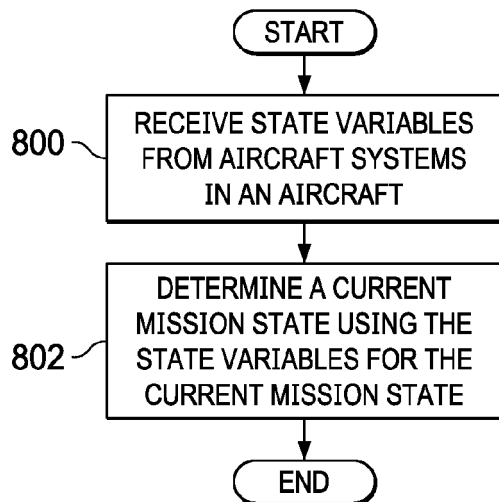 START
800
RECEIVE STATE VARIABLES
FROM AIRCRAFT SYSTEMS
IN AN AIRCRAFT
802
DETERMINE A CURRENT
MISSION STATE USING THE
STATE VARIABLES FOR THE
CURRENT MISSION STATE
END